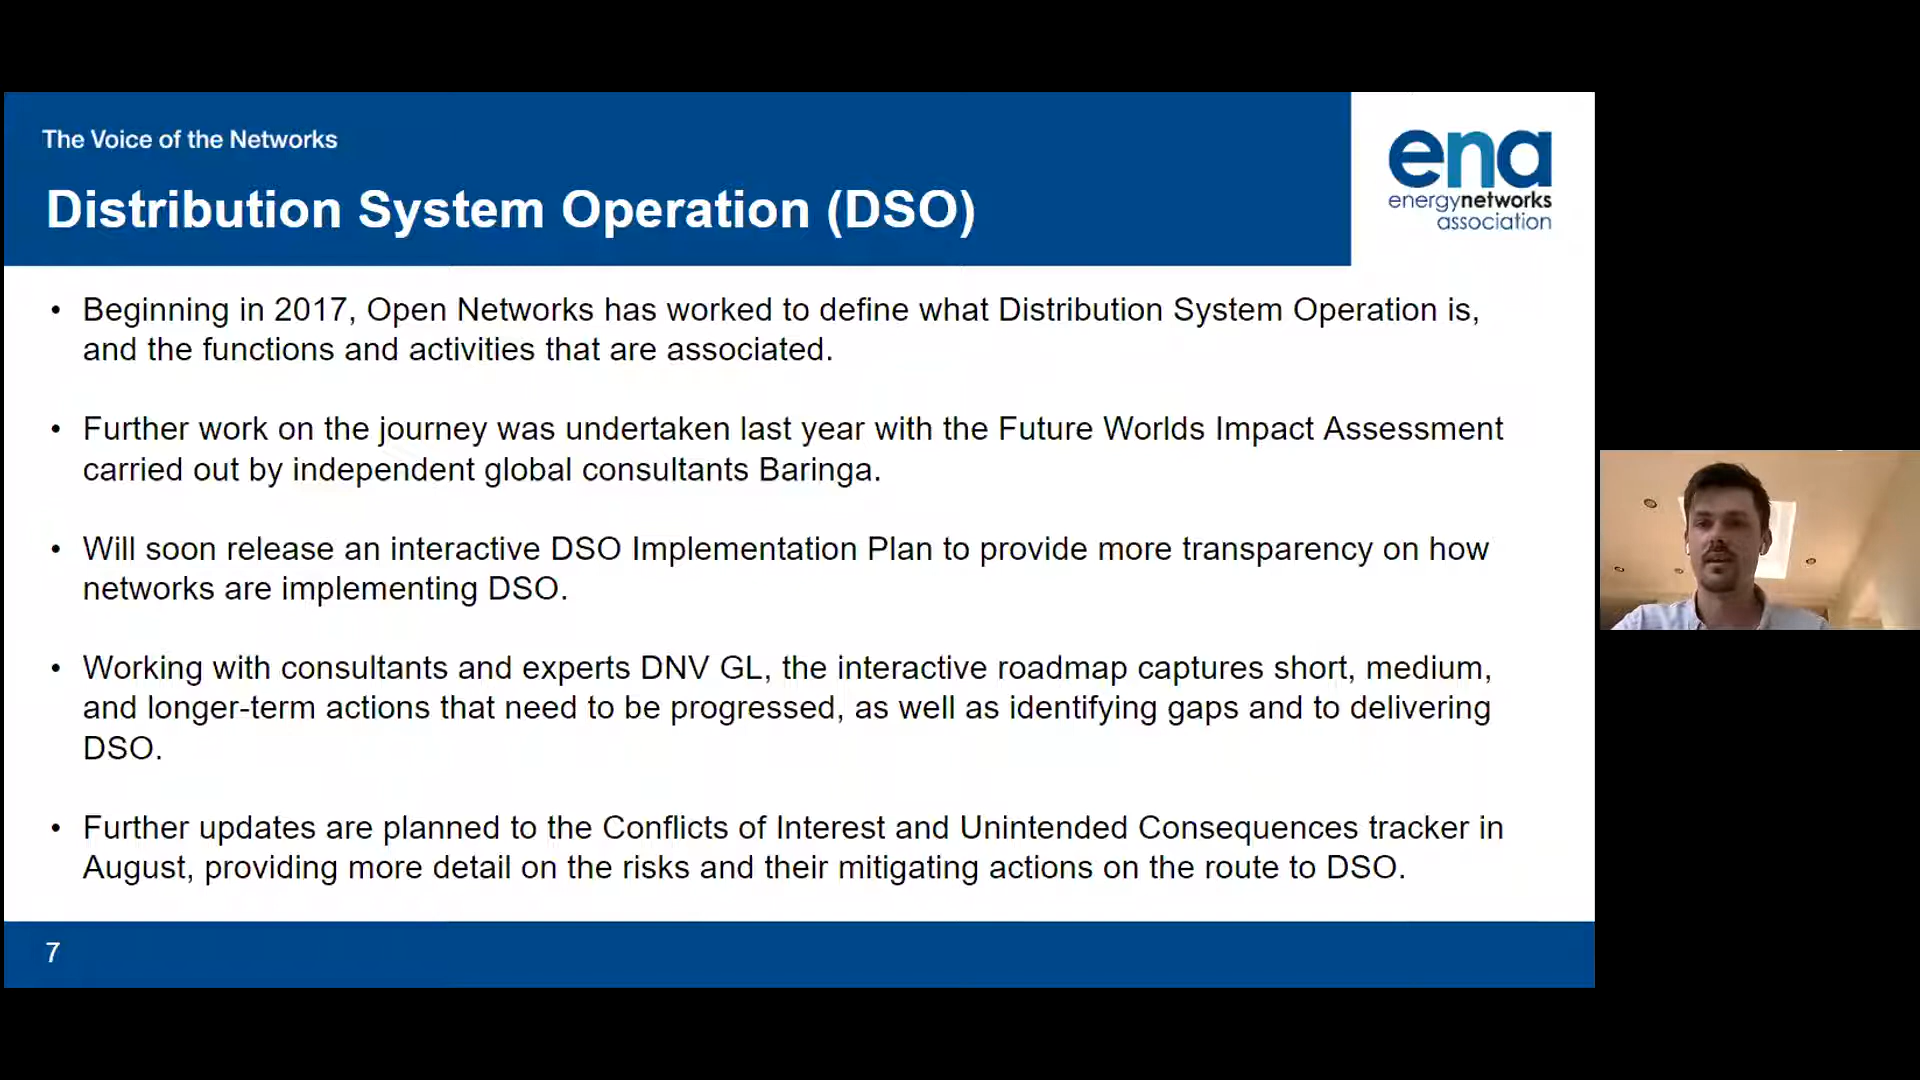 The Voice of the Networks
Distribution System Operation (DSO)
ena
energynetworks
association
• Beginning in 2017, Open Networks has worked to define what Distribution System Operation is,
and the functions and activities that are associated.
• Further work on the journey was undertaken last year with the Future Worlds Impact Assessment
carried out by independent global consultants Baringa.
• Will soon release an interactive DSO Implementation Plan to provide more transparency on how
networks are implementing DSO.
• Working with consultants and experts DNV GL, the interactive roadmap captures short, medium,
and longer-term actions that need to be progressed, as well as identifying gaps and to delivering
DSO.
• Further updates are planned to the Conflicts of Interest and Unintended Consequences tracker in
August, providing more detail on the risks and their mitigating actions on the route to DSO.
7